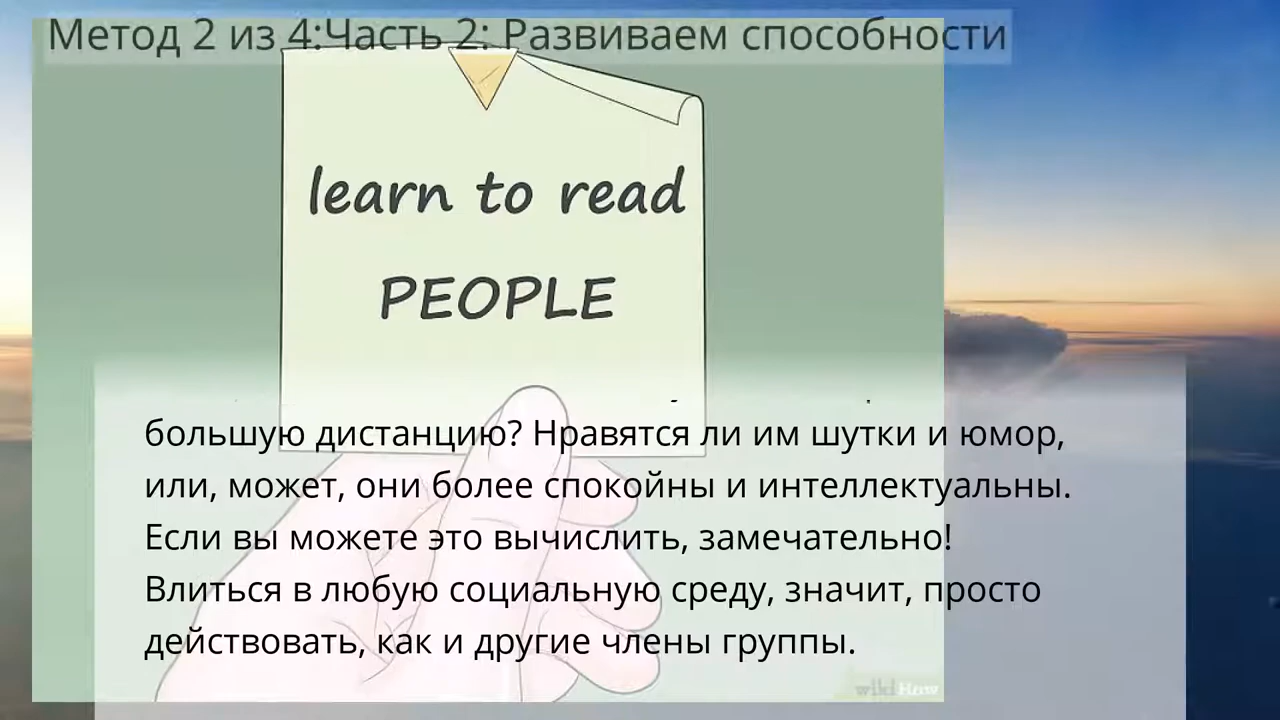 Метод 2 из 4:Часть 2: Развиваем способности
learn to read
PEOPLE
большую дистанцию? Нравятся ли им шутки и юмор,
или, может, они более спокойны и интеллектуальны.
Если вы можете это вычислить, замечательно!
Влиться в любую социальную среду, значит, просто
действовать, как и другие члены группы.
wikiHow